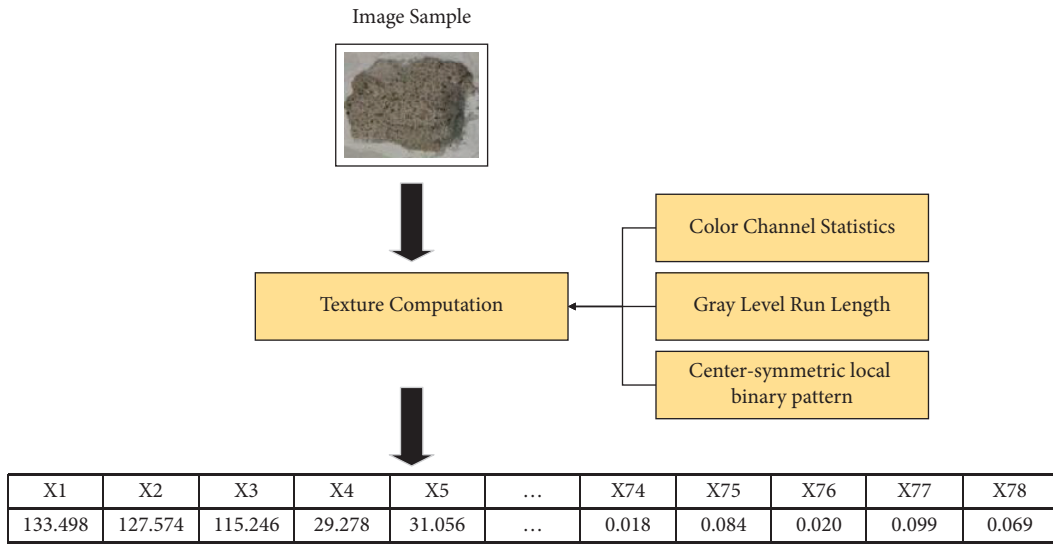 Image Sample
Color Channel Statistics
Texture Computation
Gray Level Run Length
Center-symmetric local
binary pattern
X1 X2 X3 X4 X5 … X74 X75 X76 X77 X78
133.498 127.574 115.246 29.278 31.056 … 0.018 0.084 0.020 0.099 0.069